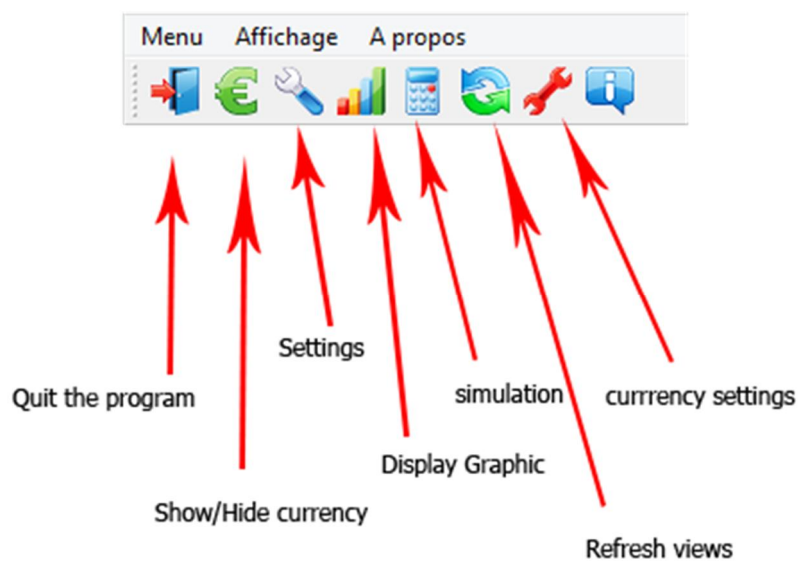 Menu Affichage A propos
Settings
Quit the program
simulation
currrency settings
Display Graphic
Show/Hide currency
Refresh views